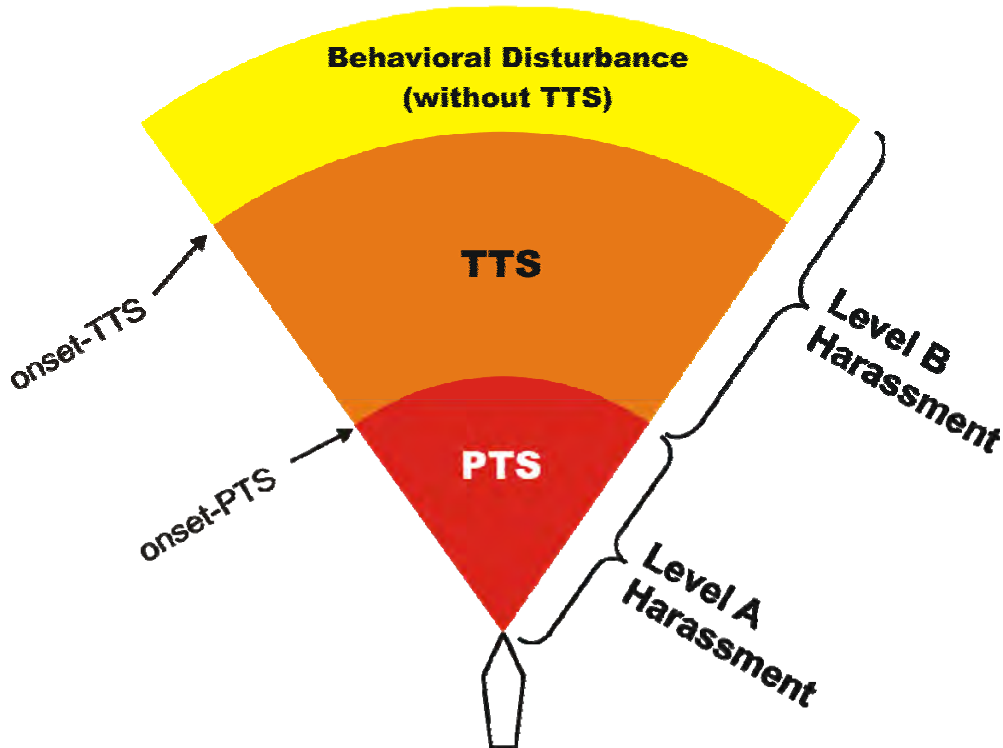 Behavioral Disturbance
(without TTS)
TTS
onset-TTS
Level B
Harassment
PTS
onset-PTS
Level A
Harassment